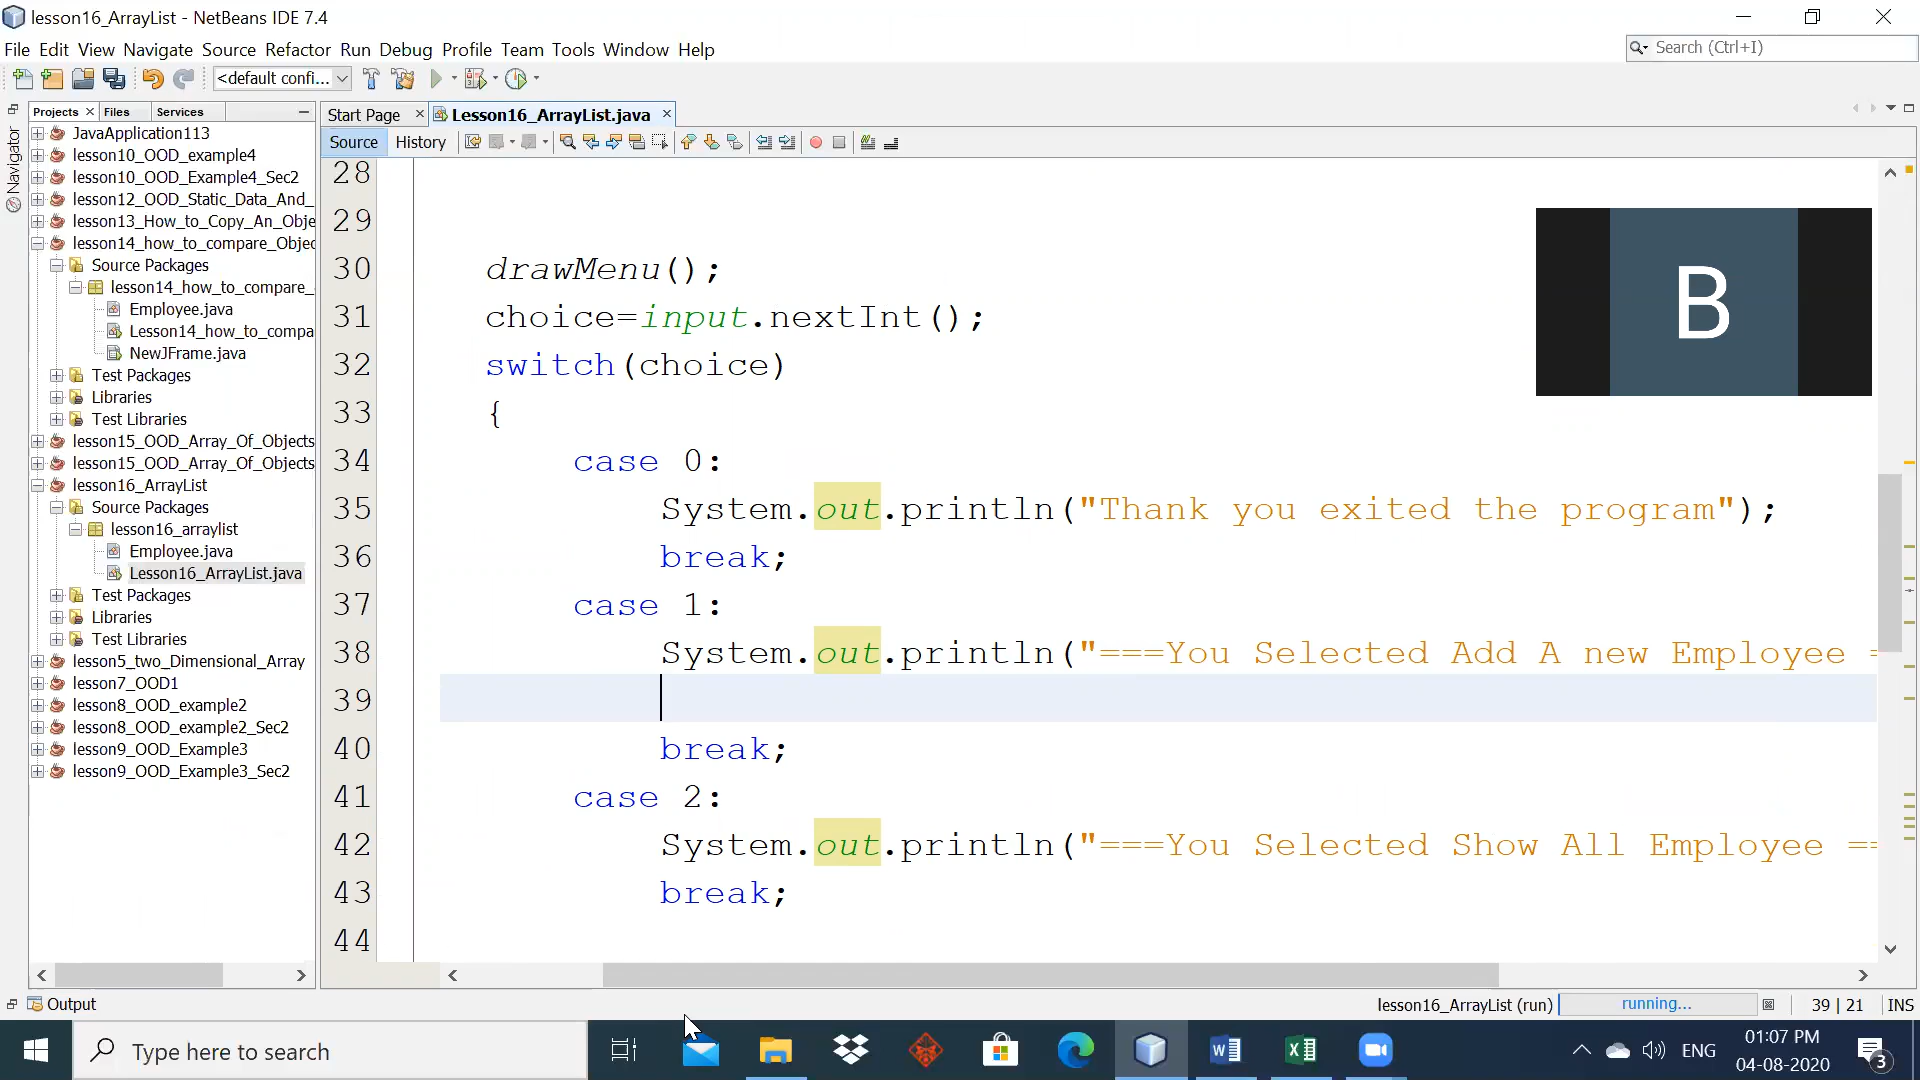 lesson16_ArrayList - NetBeans IDE 7.4
File Edit View Navigate Source Refactor Run Debug Profile Team Tools Window Help
Search (Ctrl+I)
<default confi...
Projects Files Services
Start Page Lesson16_ArrayList.java
Source History
Navigator
JavaApplication113
lesson10_OOD_example4
lesson10_OOD_Example4_Sec2
lesson12_OOD_Static_Data_And_
lesson13_How_to_Copy_An_Obje
lesson14_how_to_compare_Objec
Source Packages
lesson14_how_to_compare_
Employee.java
Lesson14_how_to_compa
NewJFrame.java
Test Packages
Libraries
Test Libraries
lesson15_OOD_Array_Of_Objects
lesson15_OOD_Array_Of_Objects
lesson16_ArrayList
Source Packages
lesson16_arraylist
Employee.java
Lesson16_ArrayList.java
Test Packages
Libraries
Test Libraries
lesson5_two_Dimensional_Array
lesson7_OOD1
lesson8_OOD_example2
lesson8_OOD_example2_Sec2
lesson9_OOD_Example3
lesson9_OOD_Example3_Sec2
28
29
30 drawMenu();
31 choice=input.nextInt();
32 switch(choice)
33 {
34 case 0:
35 System.out.println("Thank you exited the program");
36 break;
37 case 1:
38 System.out.println("===You Selected Add A new Employee =
39
40 break;
41 case 2:
42 System.out.println("===You Selected Show All Employee ==
43 break;
44
B
Output
lesson16_ArrayList (run) running... 39 | 21 INS
Type here to search
ENG
01:07 PM
04-08-2020
3